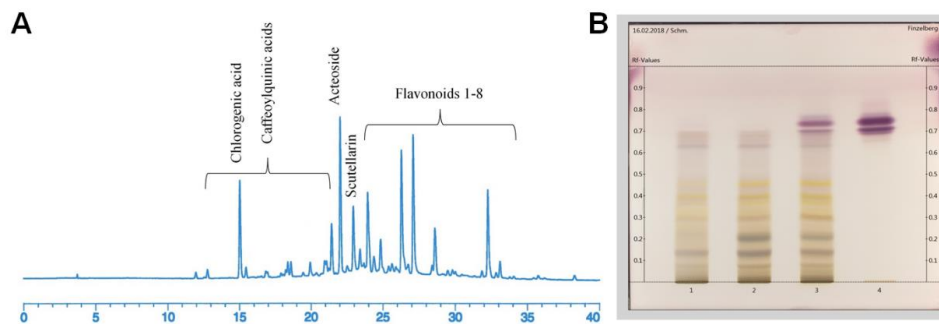 A
Chlorogenic acid
Caffeoylquinic acids
Acteoside
Scutellarin
Flavonoids 1-8
0 5 10 15 20 25 30 35 40
B
16.02.2018 / Schm.
Finzelberg
Rf-Values
Rf-Values
0.9 0.9
0.8 0.8
0.7 0.7
0.6 0.6
0.5 0.5
0.4 0.4
0.3 0.3
0.2 0.2
0.1 0.1
1 2 3 4